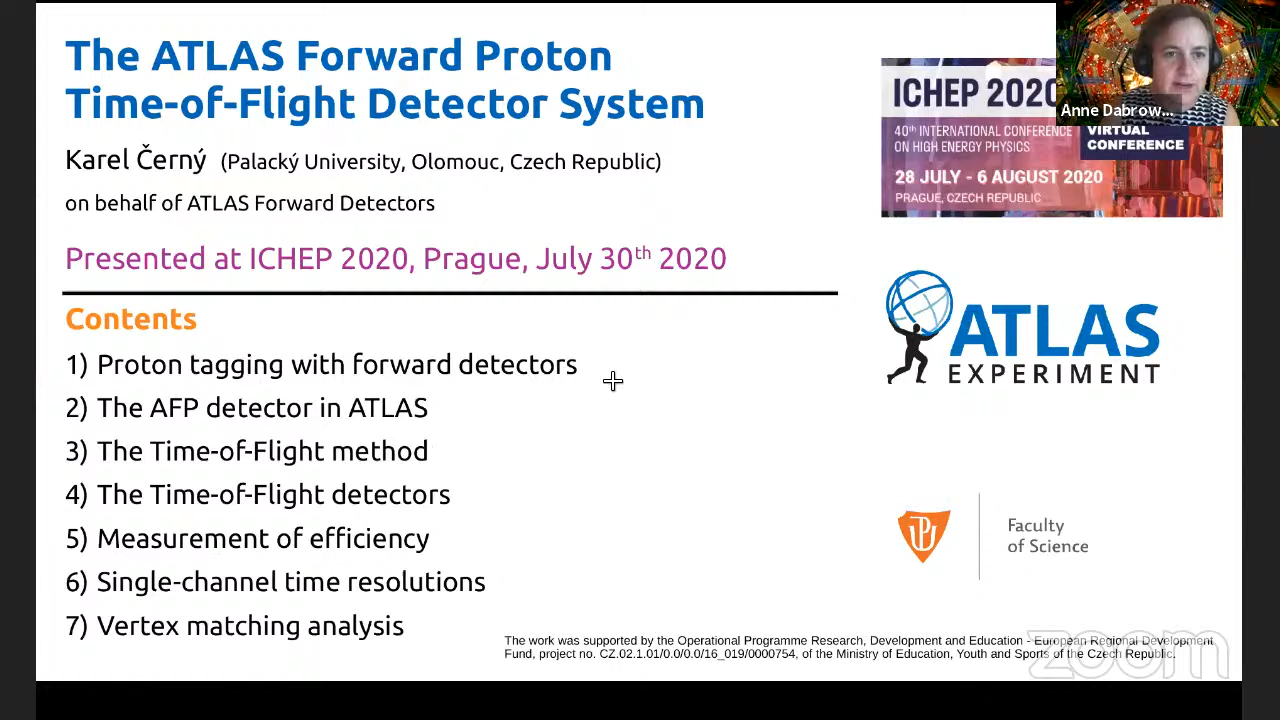 The ATLAS Forward Proton
Time-of-Flight Detector System
Karel Černý (Palacký University, Olomouc, Czech Republic)
on behalf of ATLAS Forward Detectors
Presented at ICHEP 2020, Prague, July 30th 2020
Contents
1) Proton tagging with forward detectors
2) The AFP detector in ATLAS
3) The Time-of-Flight method
4) The Time-of-Flight detectors
5) Measurement of efficiency
6) Single-channel time resolutions
7) Vertex matching analysis
ICHEP 2020
40th INTERNATIONAL CONFERENCE
ON HIGH ENERGY PHYSICS
VIRTUAL
CONFERENCE
28 JULY - 6 AUGUST 2020
PRAGUE, CZECH REPUBLIC
Anne Dabrow...
ATLAS
EXPERIMENT
Faculty
of Science
The work was supported by the Operational Programme Research, Development and Education - European Regional Development
Fund, project no. CZ.02.1.01/0.0/0.0/16_019/0000754, of the Ministry of Education, Youth and Sports of the Czech Republic.
zoom